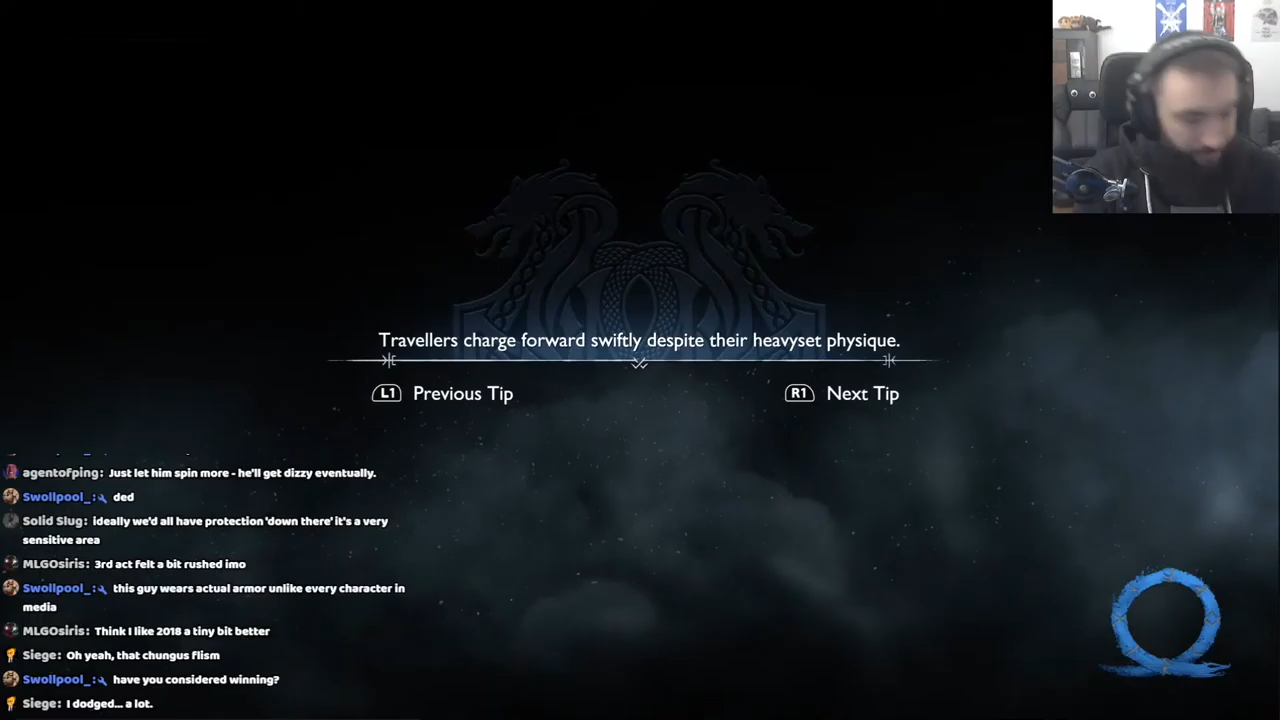 Travellers charge forward swiftly despite their heavyset physique.
L1 Previous Tip
R1 Next Tip
agentofping: Just let him spin more - he'll get dizzy eventually.
Swollpool_: ded
Solid Slug: ideally we'd all have protection 'down there' it's a very
sensitive area
MLGOsiris: 3rd act felt a bit rushed imo
Swollpool_: this guy wears actual armor unlike every character in
media
MLGOsiris: Think I like 2018 a tiny bit better
Siege: Oh yeah, that chungus flism
Swollpool_: have you considered winning?
Siege: I dodged... a lot.